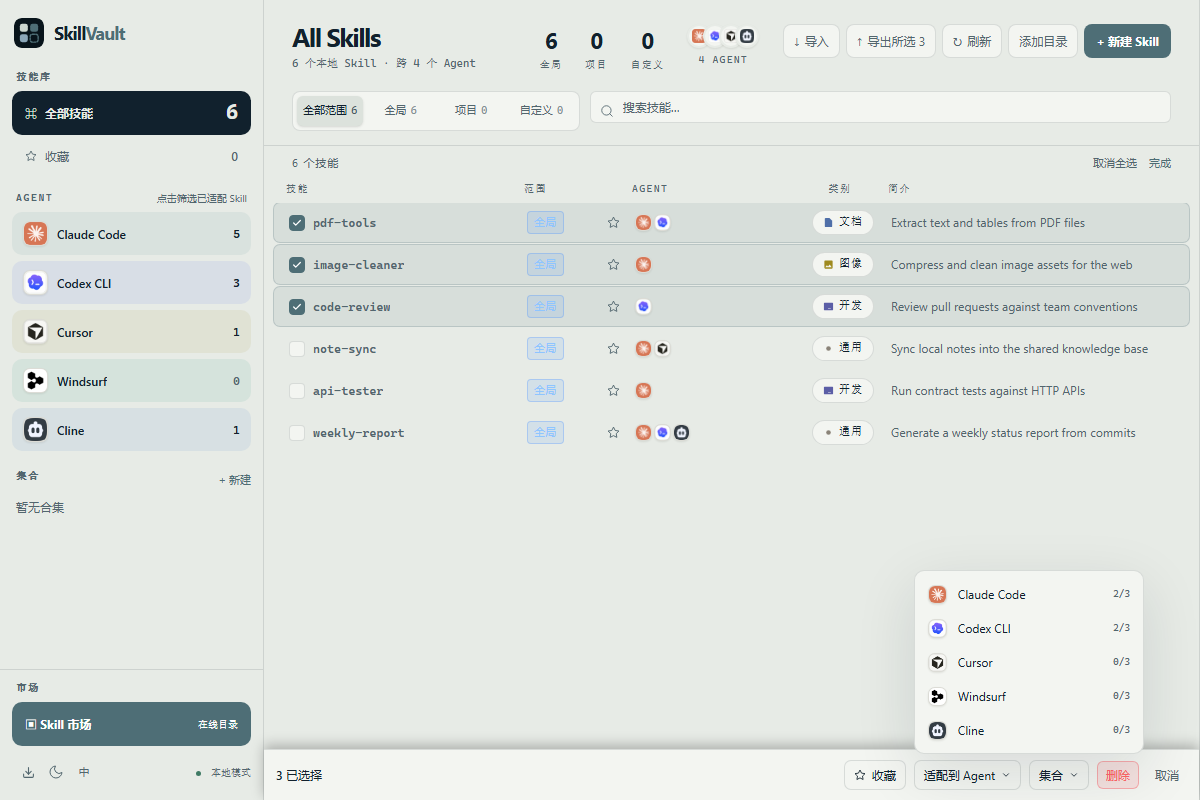 SkillVault
技能库
⌘ 全部技能 6
收藏 0
AGENT 点击筛选已适配 Skill
Claude Code 5
Codex CLI 3
Cursor 1
Windsurf 0
Cline 1
集合 + 新建
暂无合集
市场
Skill 市场 在线目录
中 本地模式
All Skills
6 个本地 Skill · 跨 4 个 Agent
6 全局
0 项目
0 自定义
4 AGENT
↓ 导入
↑ 导出所选 3
↻ 刷新
添加目录
+ 新建 Skill
全部范围 6 全局 6 项目 0 自定义 0
搜索技能...
6 个技能 取消全选 完成
技能 范围 AGENT 类别 简介
pdf-tools 全局 文档 Extract text and tables from PDF files
image-cleaner 全局 图像 Compress and clean image assets for the web
code-review 全局 开发 Review pull requests against team conventions
note-sync 全局 通用 Sync local notes into the shared knowledge base
api-tester 全局 开发 Run contract tests against HTTP APIs
weekly-report 全局 通用 Generate a weekly status report from commits
Claude Code 2/3
Codex CLI 2/3
Cursor 0/3
Windsurf 0/3
Cline 0/3
3 已选择 收藏 适配到 Agent 集合 删除 取消